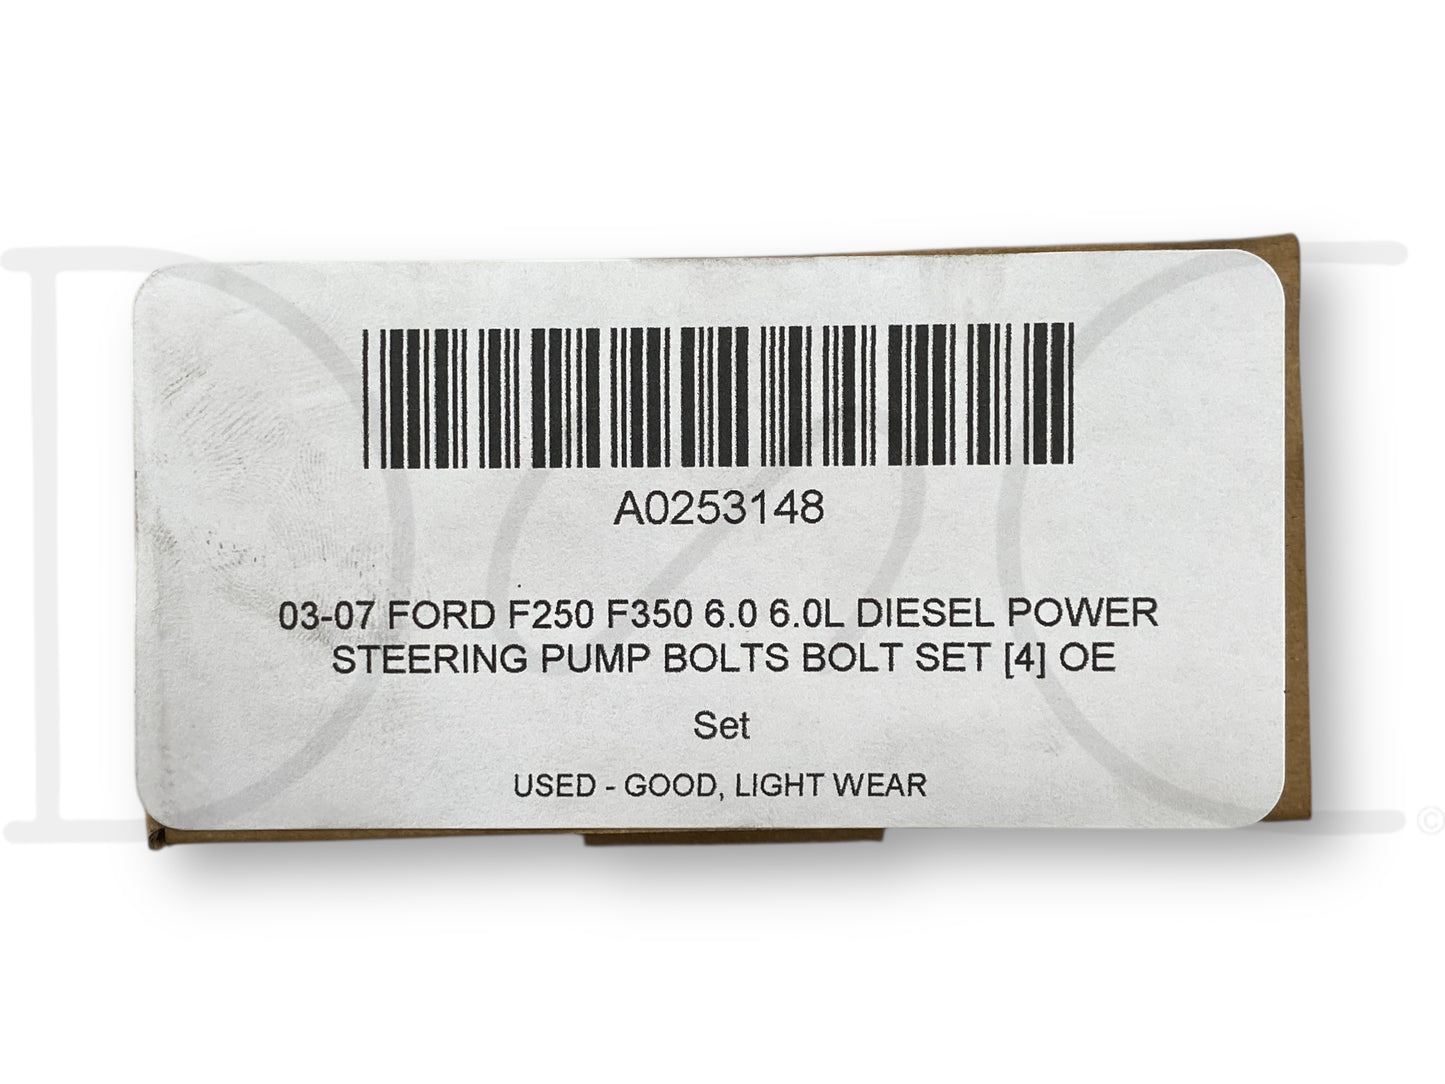 A0253148
03-07 FORD F250 F350 6.0 6.0L DIESEL POWER
STEERING PUMP BOLTS BOLT SET [4] OE
Set
USED - GOOD, LIGHT WEAR
©